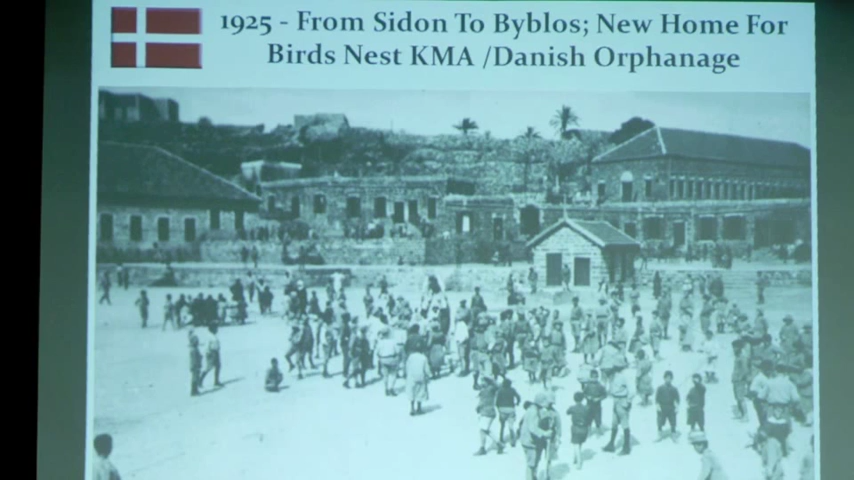 1925 - From Sidon To Byblos; New Home For
Birds Nest KMA /Danish Orphanage